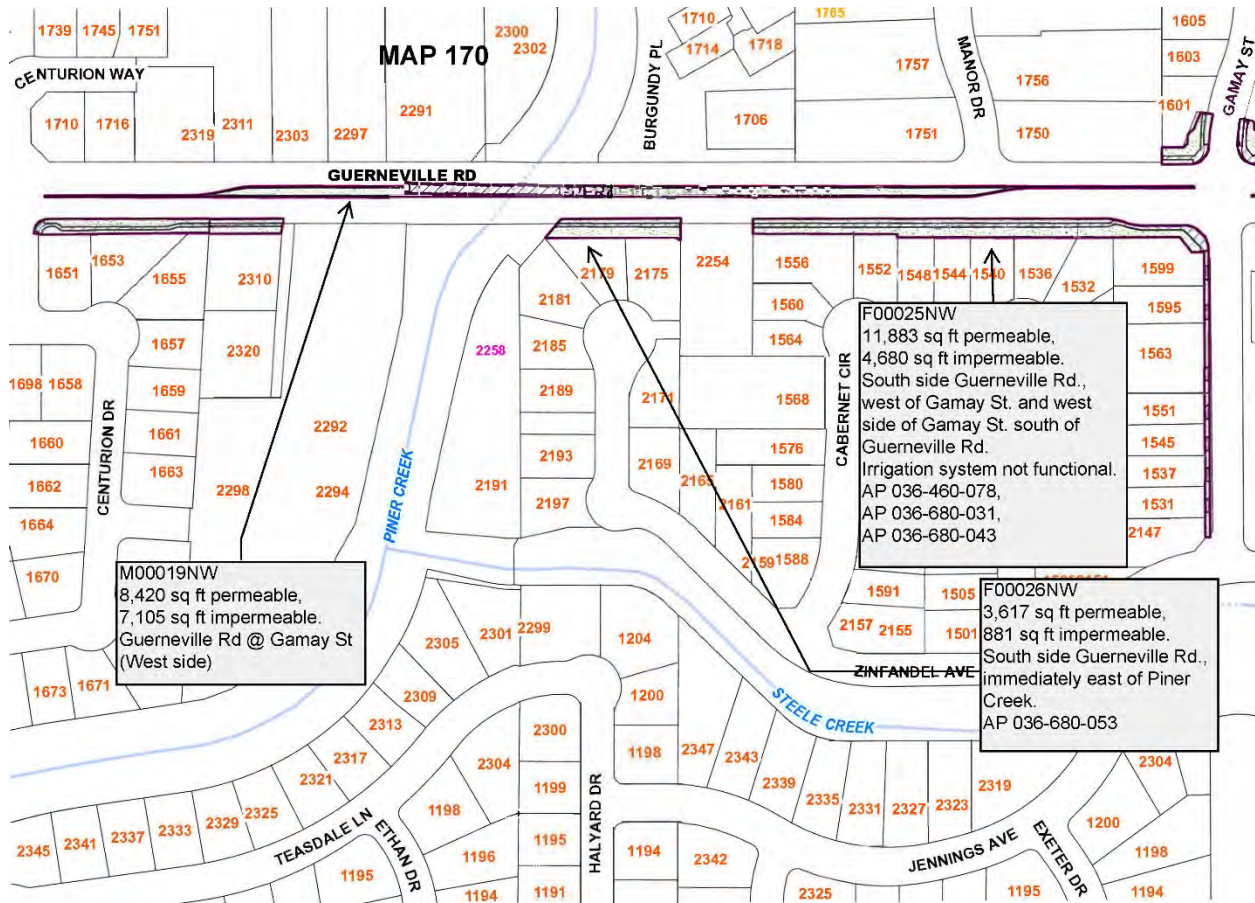 1739 1745 1751
2300
2302
1710
1714 1718
1765
1605
1603
1601
MAP 170
CENTURION WAY
BURGUNDY PL
MANOR DR
GAMAY ST
1757
1756
1710 1716
2319 2311 2303 2297 2291
1706
1751
1750
GUERNEVILLE RD
1651 1653 1655 2310
2179 2175 2254 1556 1552 1548 1544 1540 1536 1532 1599
2181 1560 1595
1657 2320 2185 1564 1563
2258
1698 1658 1659 2189 2171 1568 1551
1660 1661 2292 2193 2169 1576 1545
1662 1663 2298 2294 2191 2197 2165 2161 1580 1537
1664 1584 1531
1670 2159 1588 2147
CENTURION DR
PINER CREEK
CABERNET CIR
F00025NW
11,883 sq ft permeable,
4,680 sq ft impermeable.
South side Guerneville Rd.,
west of Gamay St. and west
side of Gamay St. south of
Guerneville Rd.
Irrigation system not functional.
AP 036-460-078,
AP 036-680-031,
AP 036-680-043
M00019NW
8,420 sq ft permeable,
7,105 sq ft impermeable.
Guerneville Rd @ Gamay St
(West side)
F00026NW
3,617 sq ft permeable,
881 sq ft impermeable.
South side Guerneville Rd.,
immediately east of Piner
Creek.
AP 036-680-053
1591 1505
2157 2155 1501
ZINFANDEL AVE
STEELE CREEK
1673 1671
2305 2301 2299 1204
2309 1200
2313 2300 1198 2347 2343
2317 2304 2339 2319 2304
2321 1199 2335 2331 2327 2323
2345 2341 2337 2333 2329 2325 1198 1195 1200
TEASDALE LN
ETHAN DR
HALYARD DR
JENNINGS AVE
EXETER DR
1195 1196 1194 2342 1198
1194 1191 2325 1195 1194